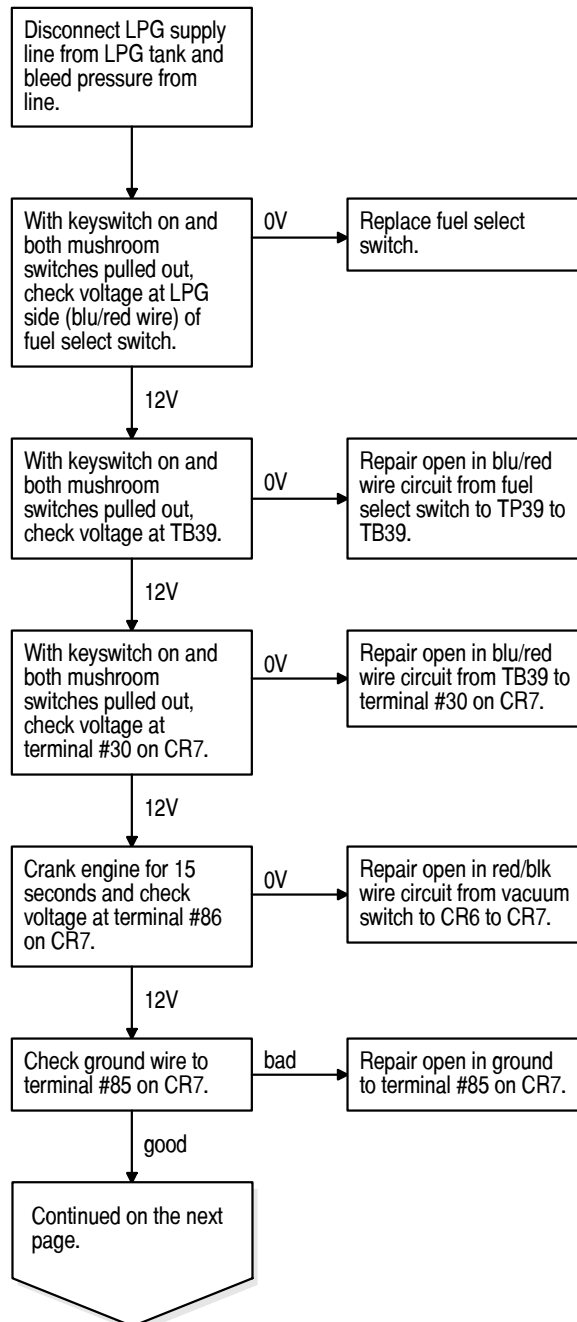 Disconnect LPG supply
line from LPG tank and
bleed pressure from
line.
With keyswitch on and
both mushroom
switches pulled out,
check voltage at LPG
side (blu/red wire) of
fuel select switch.
0V
Replace fuel select
switch.
12V
With keyswitch on and
both mushroom
switches pulled out,
check voltage at TB39.
0V
Repair open in blu/red
wire circuit from fuel
select switch to TP39 to
TB39.
12V
With keyswitch on and
both mushroom
switches pulled out,
check voltage at
terminal #30 on CR7.
0V
Repair open in blu/red
wire circuit from TB39 to
terminal #30 on CR7.
12V
Crank engine for 15
seconds and check
voltage at terminal #86
on CR7.
0V
Repair open in red/blk
wire circuit from vacuum
switch to CR6 to CR7.
12V
Check ground wire to
terminal #85 on CR7.
bad
Repair open in ground
to terminal #85 on CR7.
good
Continued on the next
page.